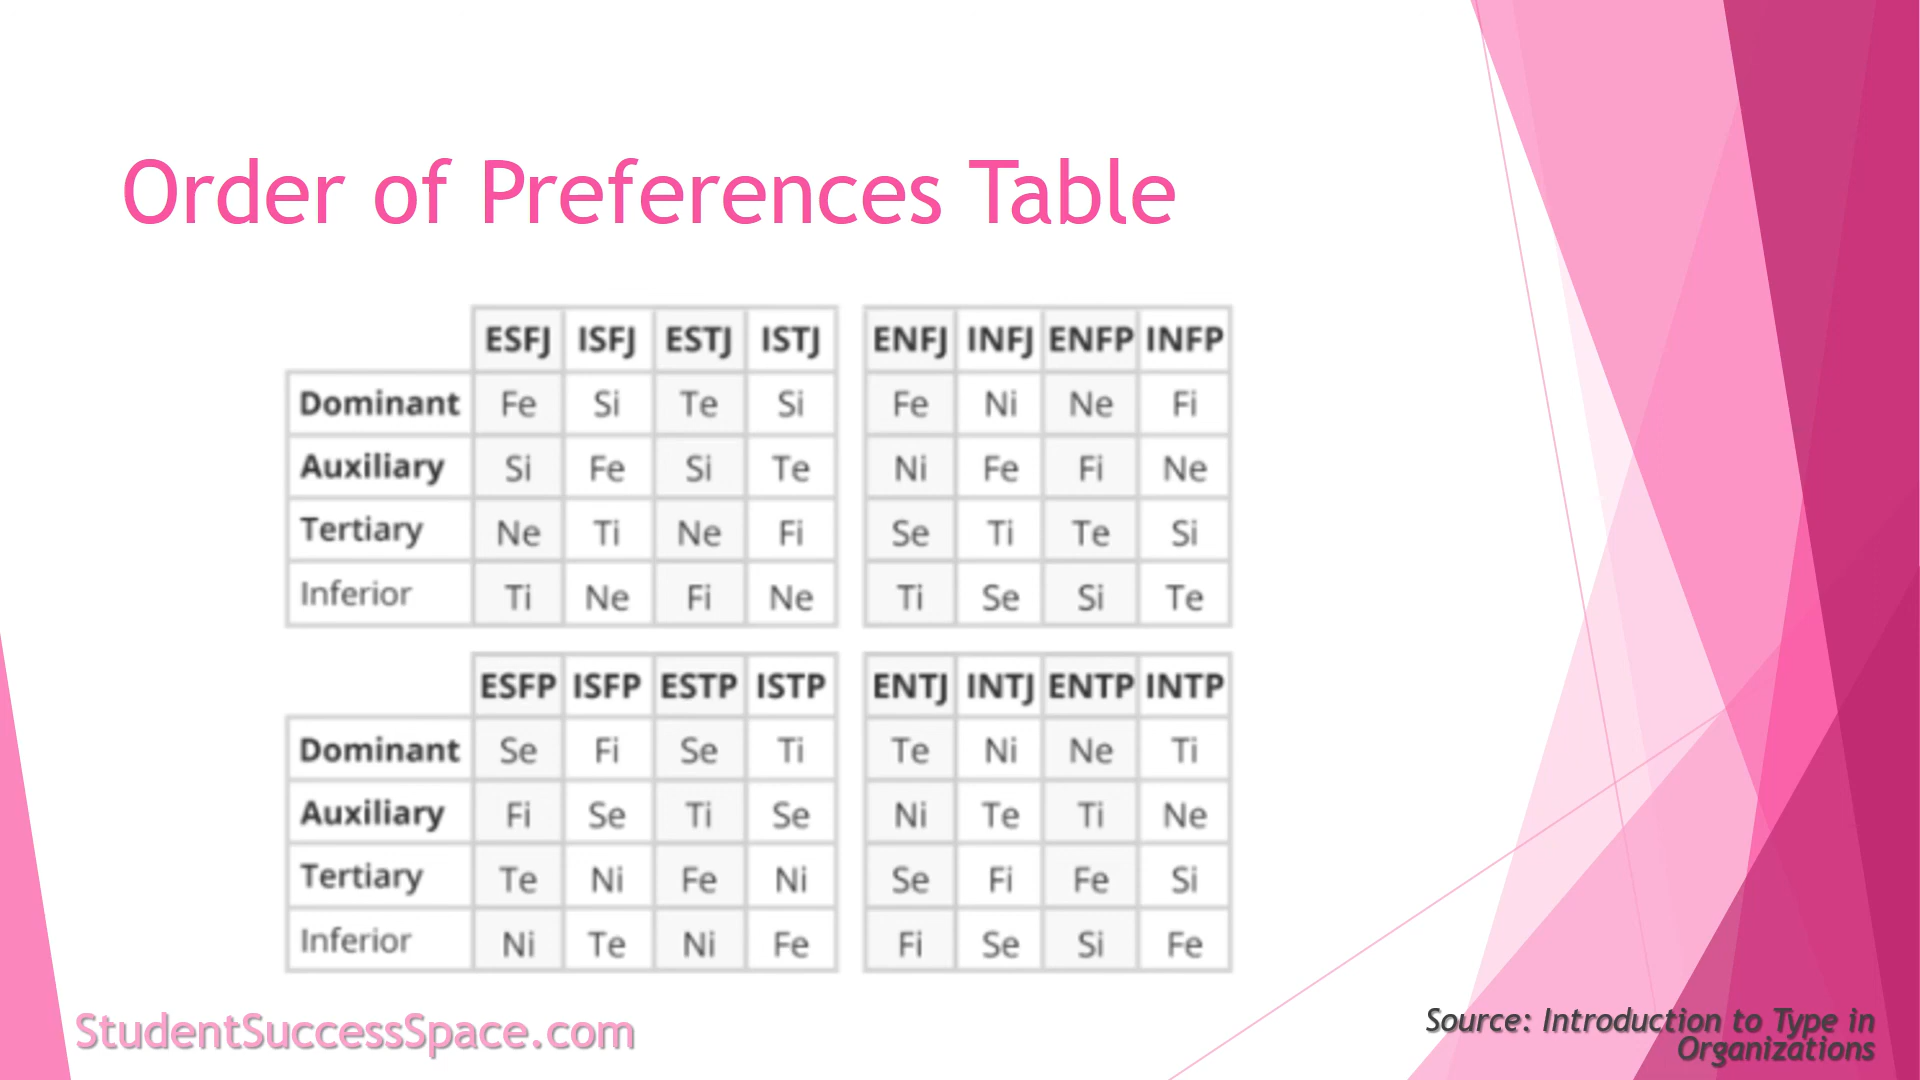 Order of Preferences Table
ESFJ ISFJ ESTJ ISTJ ENFJ INFJ ENFP INFP
Dominant Fe Si Te Si Fe Ni Ne Fi
Auxiliary Si Fe Si Te Ni Fe Fi Ne
Tertiary Ne Ti Ne Fi Se Ti Te Si
Inferior Ti Ne Fi Ne Ti Se Si Te
ESFP ISFP ESTP ISTP ENTJ INTJ ENTP INTP
Dominant Se Fi Se Ti Te Ni Ne Ti
Auxiliary Fi Se Ti Se Ni Te Ti Ne
Tertiary Te Ni Fe Ni Se Fi Fe Si
Inferior Ni Te Ni Fe Fi Se Si Fe
StudentSuccessSpace.com
Source: Introduction to Type in
Organizations